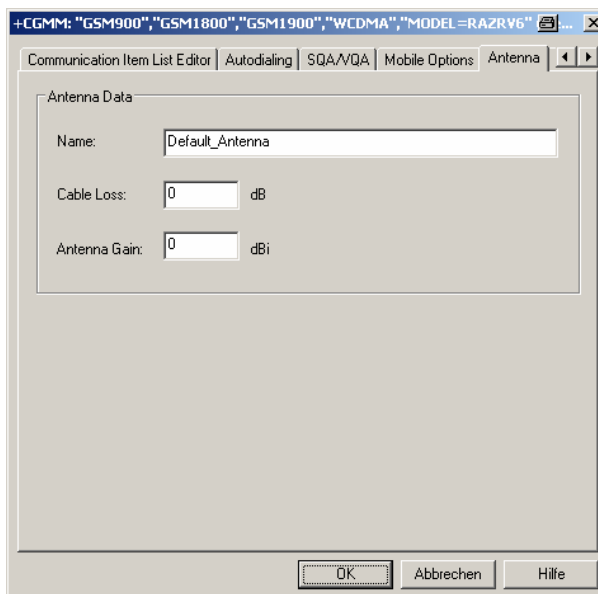 +CGMM: "GSM900","GSM1800","GSM1900","WCDMA","MODEL=RAZRV6" ...
Communication Item List Editor Autodialing SQA/VQA Mobile Options Antenna
Antenna Data
Name: Default_Antenna
Cable Loss: 0 dB
Antenna Gain: 0 dBi
OK Abbrechen Hilfe